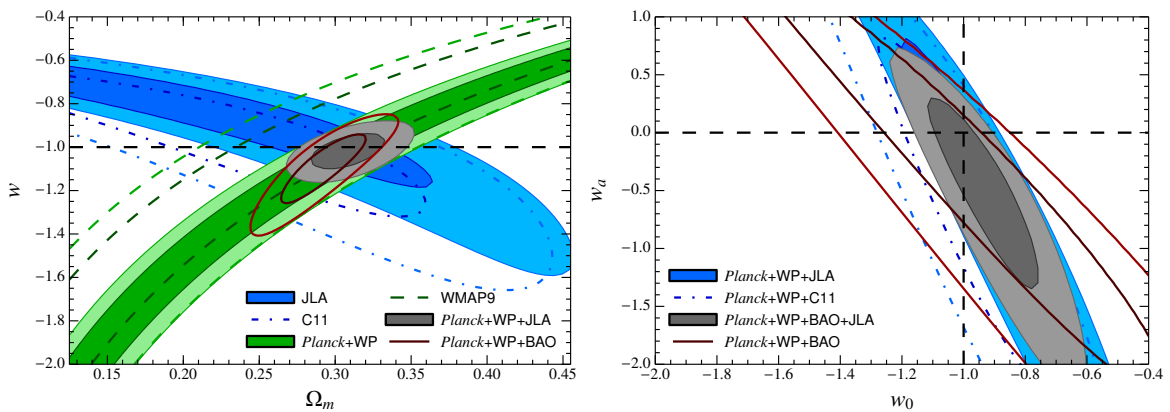 −0.4
−0.6
−0.8
−1.0
−1.2
−1.4
−1.6
−1.8
−2.0
w
0.15 0.20 0.25 0.30 0.35 0.40 0.45
Ωm
JLA
C11
Planck+WP
WMAP9
Planck+WP+JLA
Planck+WP+BAO
1.0
0.5
0.0
−0.5
−1.0
−1.5
−2.0
wa
−2.0 −1.8 −1.6 −1.4 −1.2 −1.0 −0.8 −0.6 −0.4
w0
Planck+WP+JLA
Planck+WP+C11
Planck+WP+BAO+JLA
Planck+WP+BAO